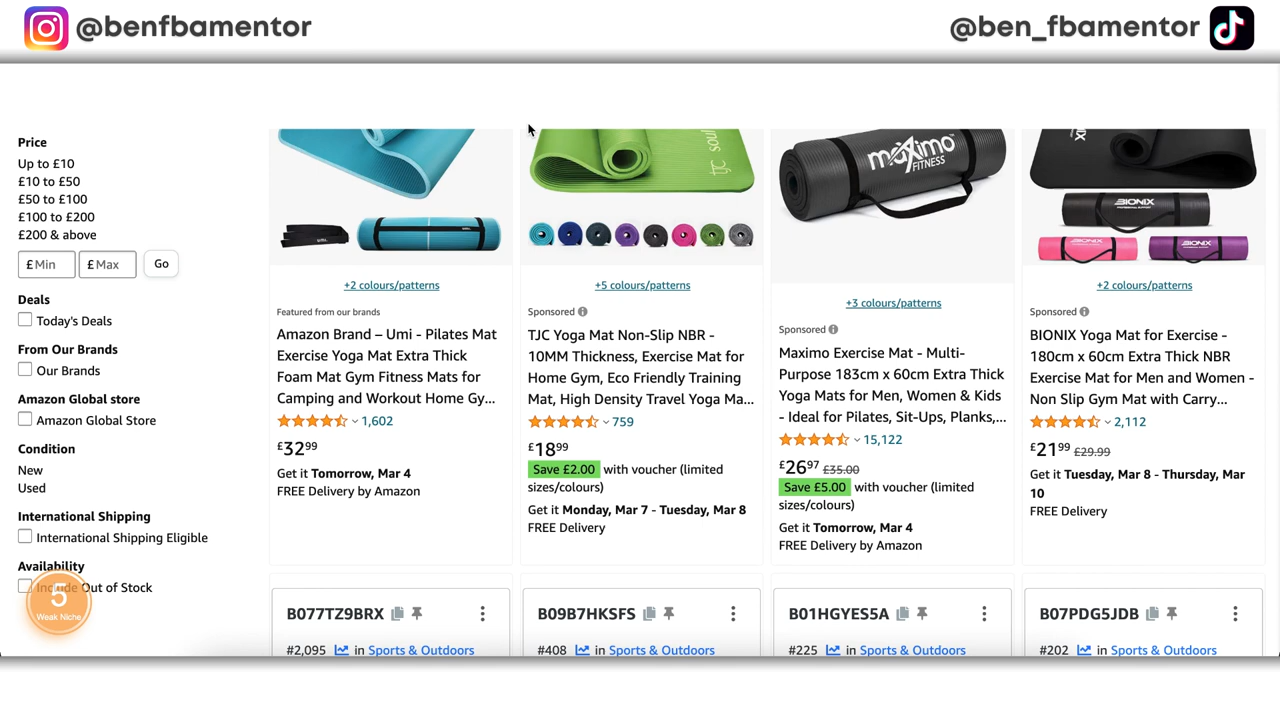 @benfbamentor
@ben_fbamentor
Price
Up to £10
£10 to £50
£50 to £100
£100 to £200
£200 & above
£ Min
£ Max
Go
Deals
Today's Deals
From Our Brands
Our Brands
Amazon Global store
Amazon Global Store
Condition
New
Used
International Shipping
International Shipping Eligible
Availability
Include Out of Stock
5
Weak Niche
+2 colours/patterns
Featured from our brands
Amazon Brand – Umi - Pilates Mat
Exercise Yoga Mat Extra Thick
Foam Mat Gym Fitness Mats for
Camping and Workout Home Gy...
1,602
£32.99
Get it Tomorrow, Mar 4
FREE Delivery by Amazon
tjc soul
+5 colours/patterns
Sponsored
TJC Yoga Mat Non-Slip NBR -
10MM Thickness, Exercise Mat for
Home Gym, Eco Friendly Training
Mat, High Density Travel Yoga Ma...
759
£18.99
Save £2.00 with voucher (limited
sizes/colours)
Get it Monday, Mar 7 - Tuesday, Mar 8
FREE Delivery
maximo
FITNESS
+3 colours/patterns
Sponsored
Maximo Exercise Mat - Multi-
Purpose 183cm x 60cm Extra Thick
Yoga Mats for Men, Women & Kids
- Ideal for Pilates, Sit-Ups, Planks,...
15,122
£26.97 £35.00
Save £5.00 with voucher (limited
sizes/colours)
Get it Tomorrow, Mar 4
FREE Delivery by Amazon
BIONIX
BIONIX
BIONIX
+2 colours/patterns
Sponsored
BIONIX Yoga Mat for Exercise -
180cm x 60cm Extra Thick NBR
Exercise Mat for Men and Women -
Non Slip Gym Mat with Carry...
2,112
£21.99 £29.99
Get it Tuesday, Mar 8 - Thursday, Mar
10
FREE Delivery
B077TZ9BRX
#2,095 in Sports & Outdoors
B09B7HKSFS
#408 in Sports & Outdoors
B01HGYES5A
#225 in Sports & Outdoors
B07PDG5JDB
#202 in Sports & Outdoors